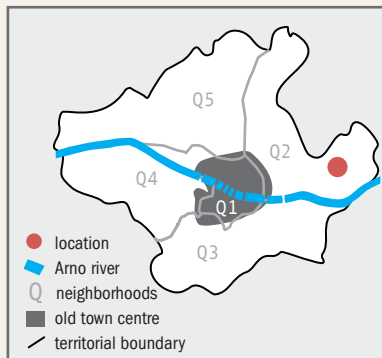 Q5
Q2
Q4
Q1
Q3
location
Arno river
Q neighborhoods
old town centre
territorial boundary